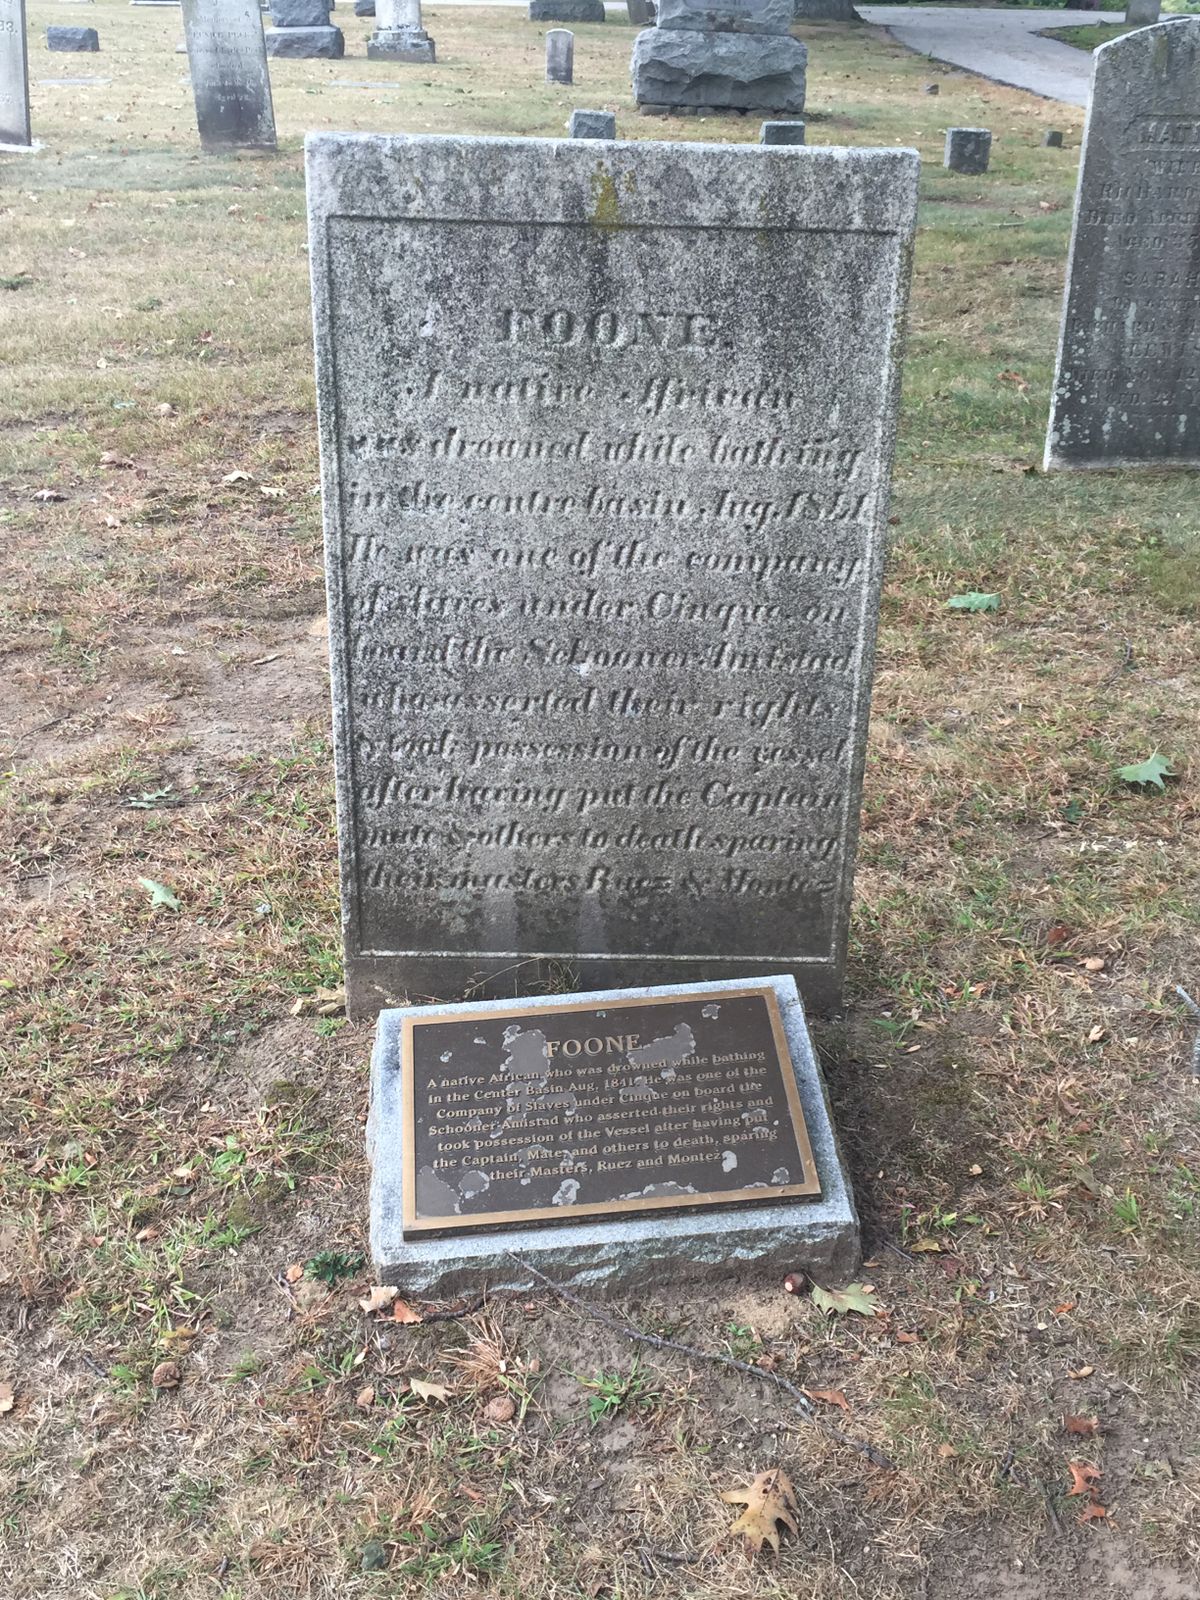 FOONE.
A native African
was drowned while bathing
in the centre basin Aug. 1841.
He was one of the company
of slaves under Cinque on
board the Schooner Amistad
who asserted their rights
& took possession of the vessel
after having put the Captain
mate & others to death sparing
their masters Ruez & Montez
FOONE
A native African who was drowned while bathing
in the Center Basin Aug. 1841. He was one of the
Company of Slaves under Cinque on board the
Schooner Amistad who asserted their rights and
took possession of the Vessel after having put
the Captain, Mate, and others to death, sparing
their Masters, Ruez and Montez.
WIFE
RICHARD
DIED APRIL
SARAH